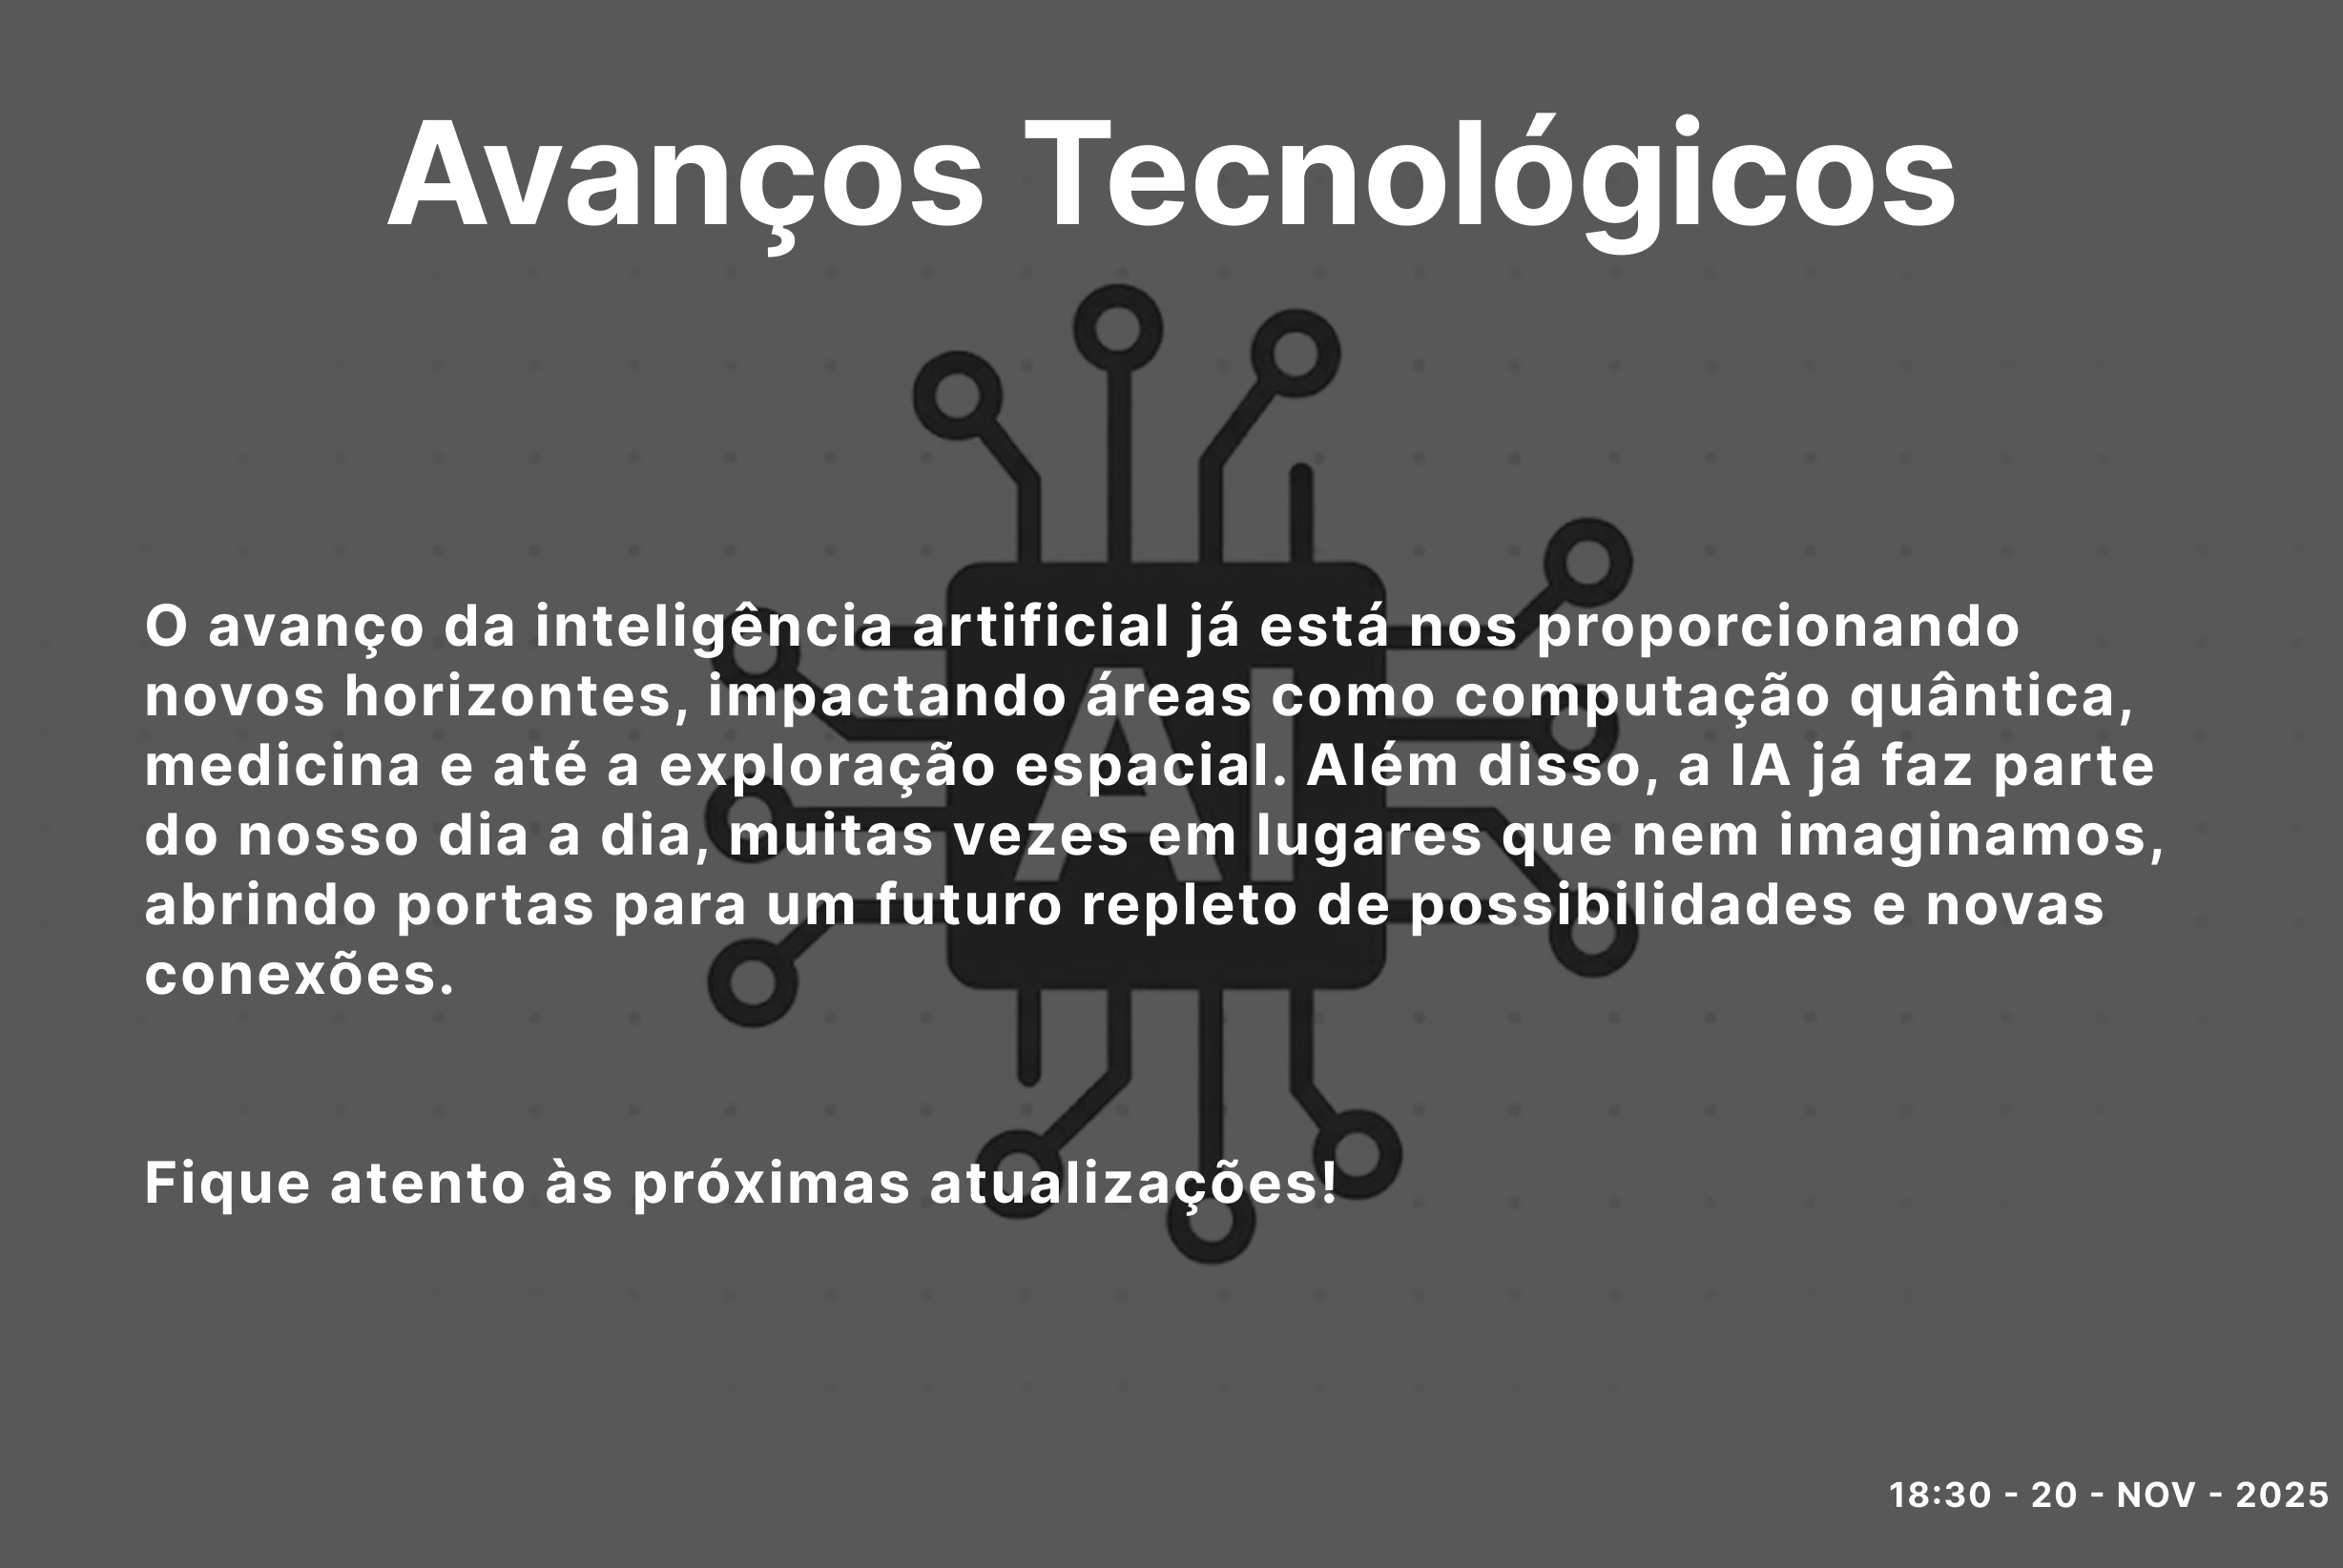 Avanços Tecnológicos
AI
O avanço da inteligência artificial já está nos proporcionando
novos horizontes, impactando áreas como computação quântica,
medicina e até a exploração espacial. Além disso, a IA já faz parte
do nosso dia a dia, muitas vezes em lugares que nem imaginamos,
abrindo portas para um futuro repleto de possibilidades e novas
conexões.
Fique atento às próximas atualizações!
18:30 - 20 - NOV - 2025